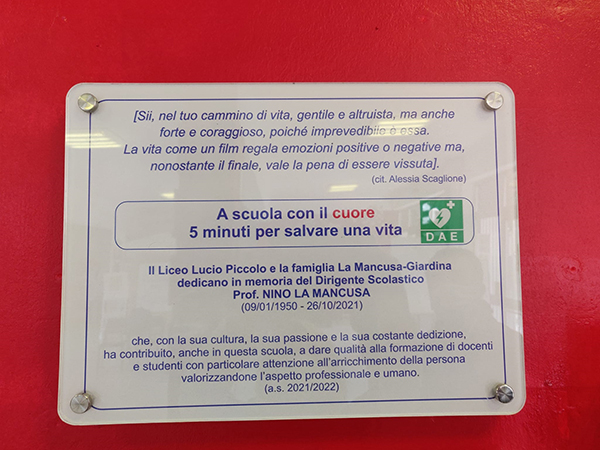 [Sii, nel tuo cammino di vita, gentile e altruista, ma anche
forte e coraggioso, poiché imprevedibile è essa.
La vita come un film regala emozioni positive o negative ma,
nonostante il finale, vale la pena di essere vissuta].
(cit. Alessia Scaglione)
A scuola con il cuore
5 minuti per salvare una vita
DAE
Il Liceo Lucio Piccolo e la famiglia La Mancusa-Giardina
dedicano in memoria del Dirigente Scolastico
Prof. NINO LA MANCUSA
(09/01/1950 - 26/10/2021)
che, con la sua cultura, la sua passione e la sua costante dedizione,
ha contribuito, anche in questa scuola, a dare qualità alla formazione di docenti
e studenti con particolare attenzione all'arricchimento della persona
valorizzandone l'aspetto professionale e umano.
(a.s. 2021/2022)